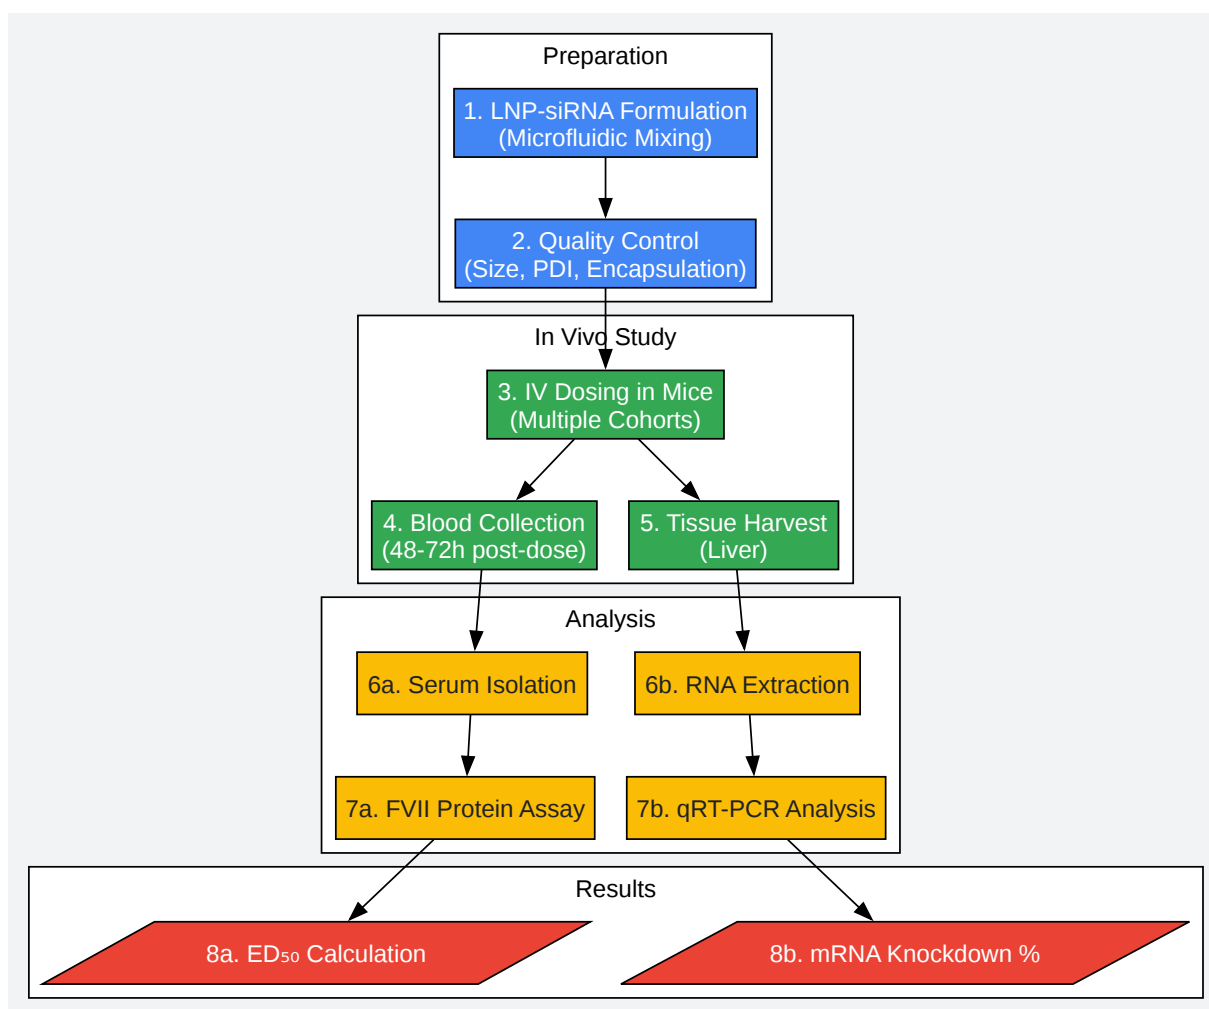 Preparation
1. LNP-siRNA Formulation
(Microfluidic Mixing)
2. Quality Control
(Size, PDI, Encapsulation)
In Vivo Study
3. IV Dosing in Mice
(Multiple Cohorts)
4. Blood Collection
(48-72h post-dose)
5. Tissue Harvest
(Liver)
Analysis
6a. Serum Isolation
6b. RNA Extraction
7a. FVII Protein Assay
7b. qRT-PCR Analysis
Results
8a. ED₅₀ Calculation
8b. mRNA Knockdown %